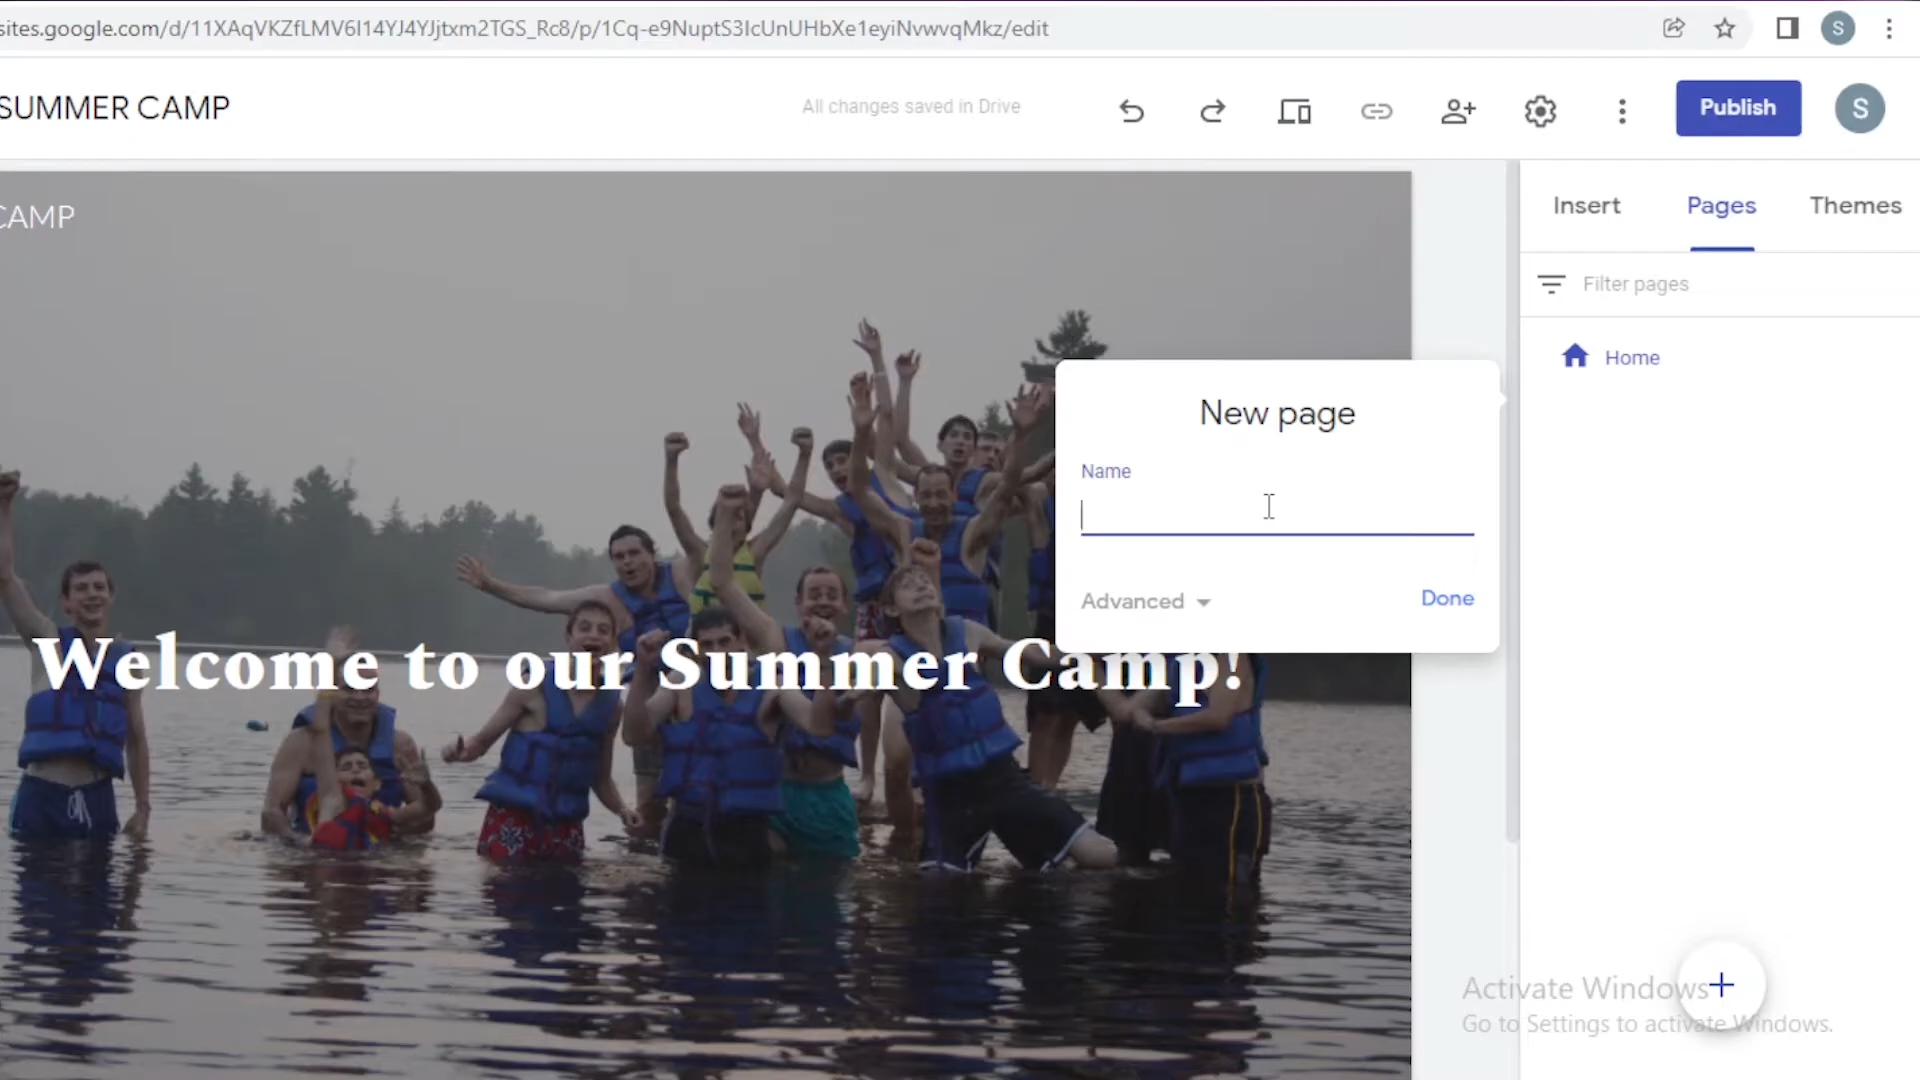 sites.google.com/d/11XAqVKZfLMV6I14YJ4YJjtxm2TGS_Rc8/p/1Cq-e9NuptS3IcUnUHbXe1eyiNvwvqMkz/edit
S
SUMMER CAMP
All changes saved in Drive
Publish
S
CAMP
Insert
Pages
Themes
Filter pages
Home
New page
Name
Advanced
Done
Welcome to our Summer Camp!
Activate Windows
Go to Settings to activate Windows.